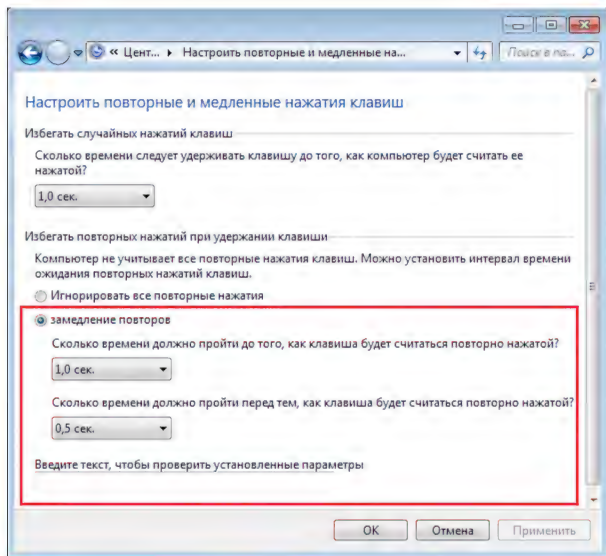 « Цент... ▸ Настроить повторные и медленные на...
Поиск в па...
Настроить повторные и медленные нажатия клавиш
Избегать случайных нажатий клавиш
Сколько времени следует удерживать клавишу до того, как компьютер будет считать ее
нажатой?
1,0 сек.
Избегать повторных нажатий при удержании клавиши
Компьютер не учитывает все повторные нажатия клавиш. Можно установить интервал времени
ожидания повторных нажатий клавиш.
Игнорировать все повторные нажатия
замедление повторов
Сколько времени должно пройти до того, как клавиша будет считаться повторно нажатой?
1,0 сек.
Сколько времени должно пройти перед тем, как клавиша будет считаться повторно нажатой?
0,5 сек.
Введите текст, чтобы проверить установленные параметры
ОК Отмена Применить